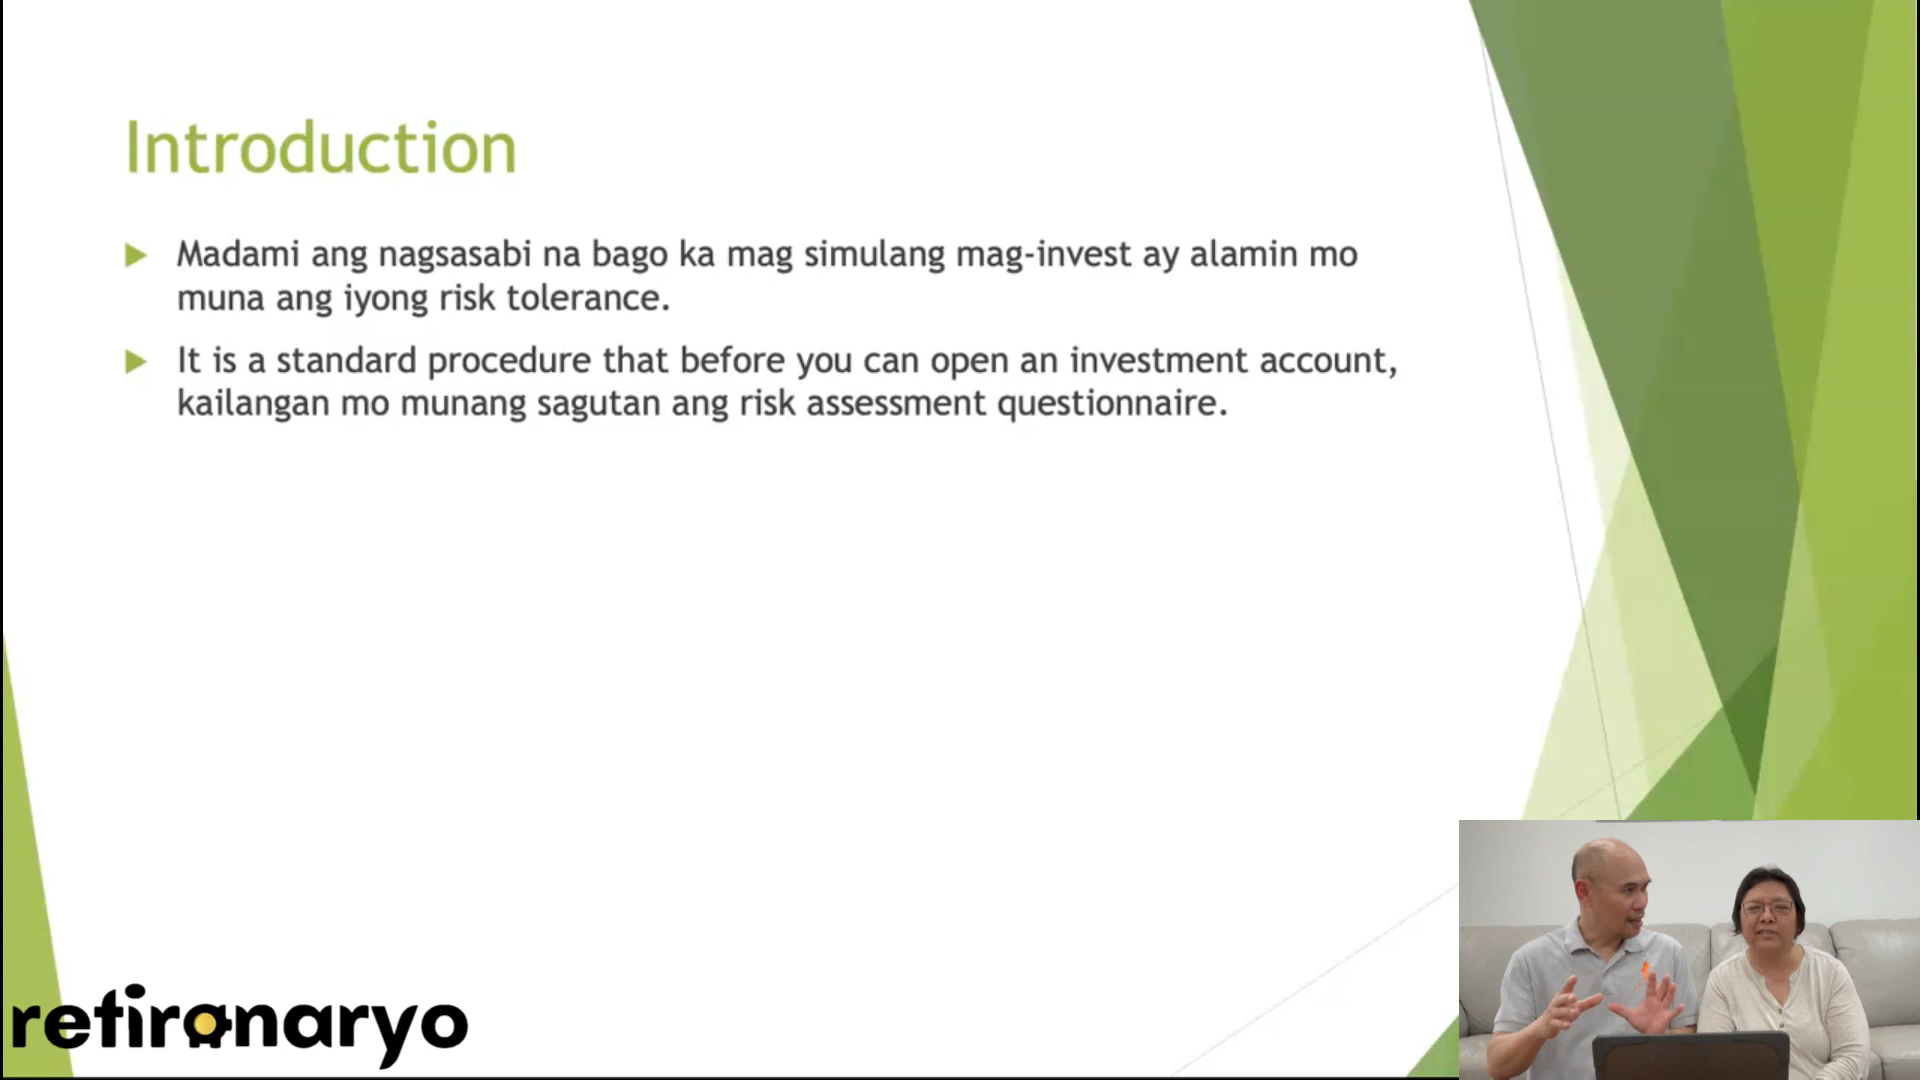 Introduction
Madami ang nagsasabi na bago ka mag simulang mag-invest ay alamin mo
muna ang iyong risk tolerance.
It is a standard procedure that before you can open an investment account,
kailangan mo munang sagutan ang risk assessment questionnaire.
retironaryo